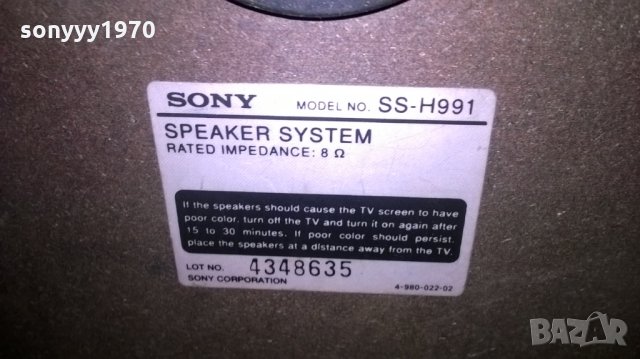 sonyyy1970
SONY MODEL NO. SS-H991
SPEAKER SYSTEM
RATED IMPEDANCE: 8 Ω
If the speakers should cause the TV screen to have
poor color, turn off the TV and turn it on again after
15 to 30 minutes. If poor color should persist,
place the speakers at a distance away from the TV.
LOT NO. 4348635
SONY CORPORATION 4-980-022-02
BAZAR